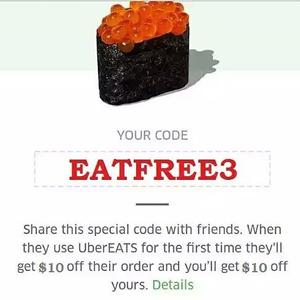 YOUR CODE
EATFREE3
Share this special code with friends. When
they use UberEATS for the first time they'll
get $10 off their order and you'll get $10 off
yours. Details